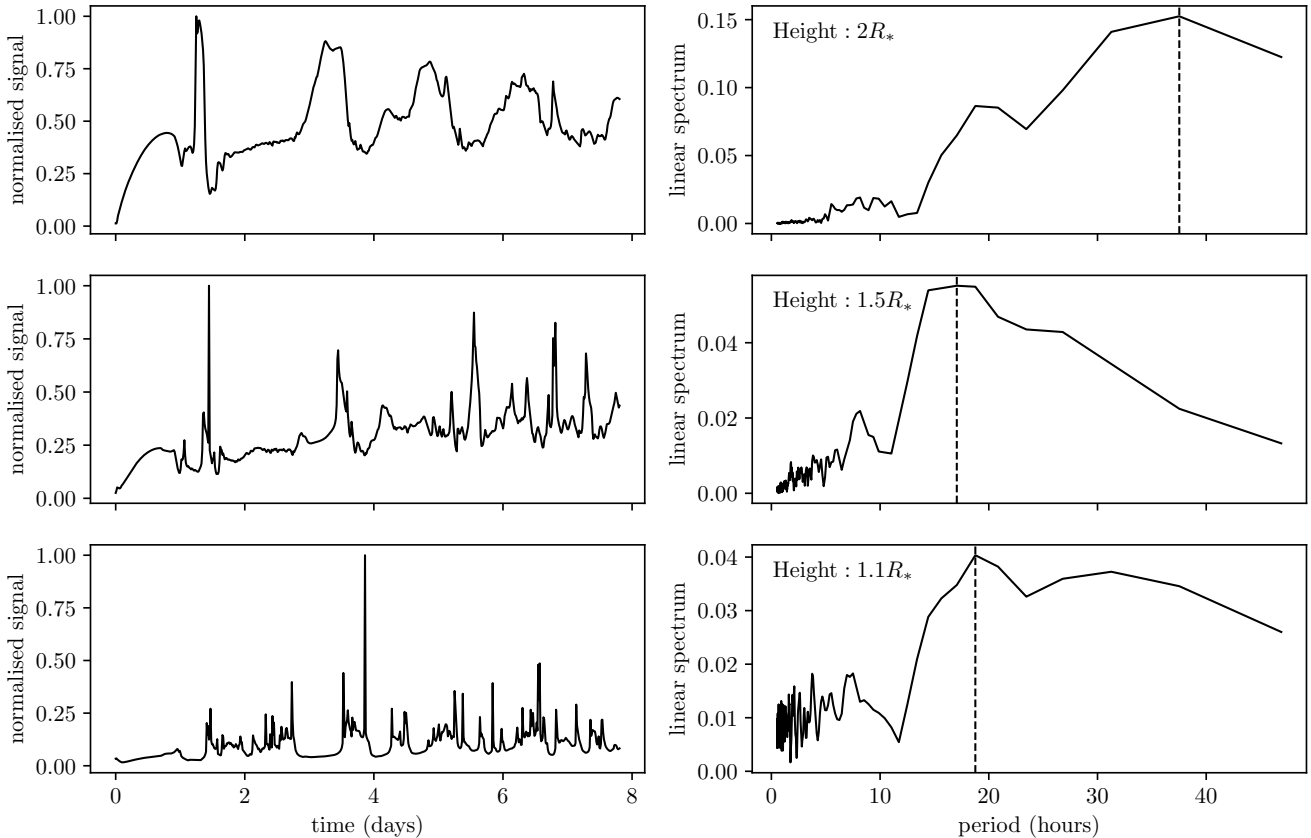 1.00
0.75
0.50
0.25
0.00
normalised signal
0.15
0.10
0.05
0.00
linear spectrum
Height : 2R*
1.00
0.75
0.50
0.25
0.00
normalised signal
0.04
0.02
0.00
linear spectrum
Height : 1.5R*
1.00
0.75
0.50
0.25
0.00
normalised signal
0 2 4 6 8
time (days)
0.04
0.03
0.02
0.01
0.00
linear spectrum
Height : 1.1R*
0 10 20 30 40
period (hours)